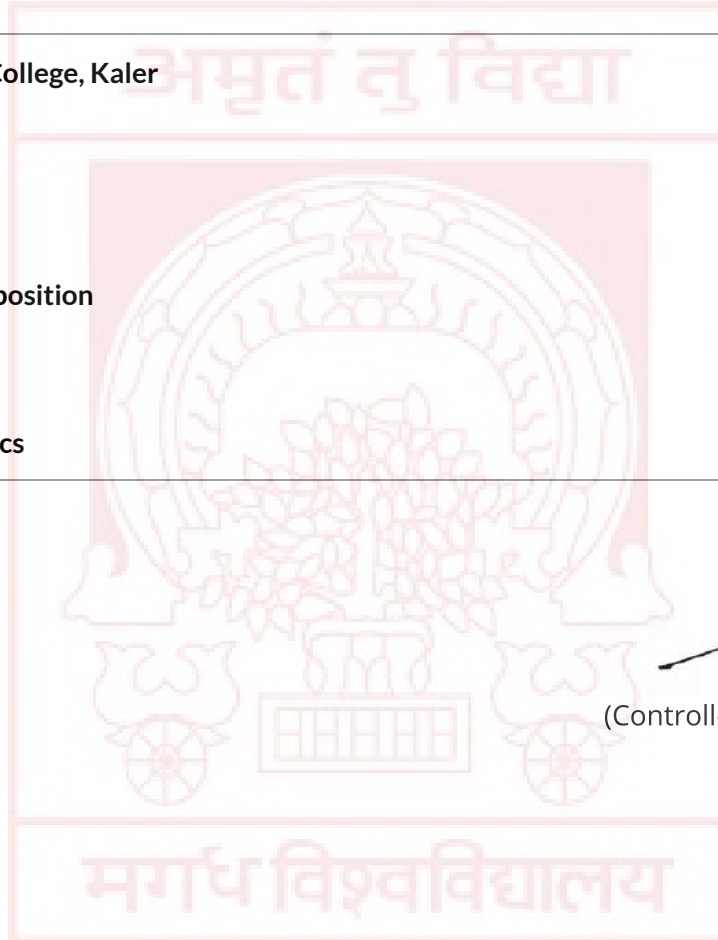 अमृतं तु विद्या
College, Kaler
position
cs
(Controll
मगध विश्वविद्यालय